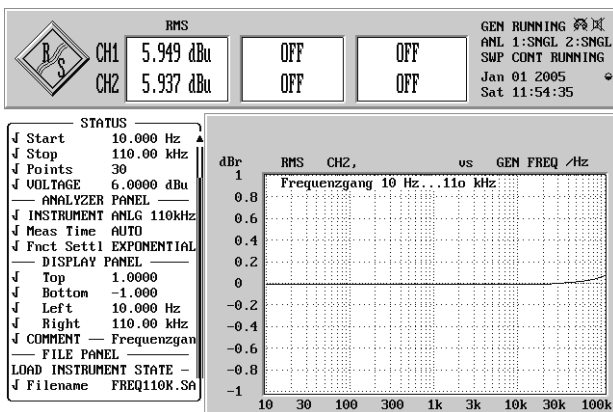 RMS
CH1 5.949 dBu OFF OFF
CH2 5.937 dBu OFF OFF
GEN RUNNING
ANL 1:SNGL 2:SNGL
SWP CONT RUNNING
Jan 01 2005
Sat 11:54:35
R
S
STATUS
Start 10.000 Hz
Stop 110.00 kHz
Points 30
VOLTAGE 6.0000 dBu
ANALYZER PANEL
INSTRUMENT ANLG 110kHz
Meas Time AUTO
Fnct Settl EXPONENTIAL
DISPLAY PANEL
Top 1.0000
Bottom -1.000
Left 10.000 Hz
Right 110.00 kHz
COMMENT — Frequenzgan
FILE PANEL
LOAD INSTRUMENT STATE -
Filename FREQ110K.SA
dBr RMS CH2, vs GEN FREQ /Hz
Frequenzgang 10 Hz...11o kHz
1
0.8
0.6
0.4
0.2
0
-0.2
-0.4
-0.6
-0.8
-1
10 30 100 300 1k 3k 10k 30k 100k